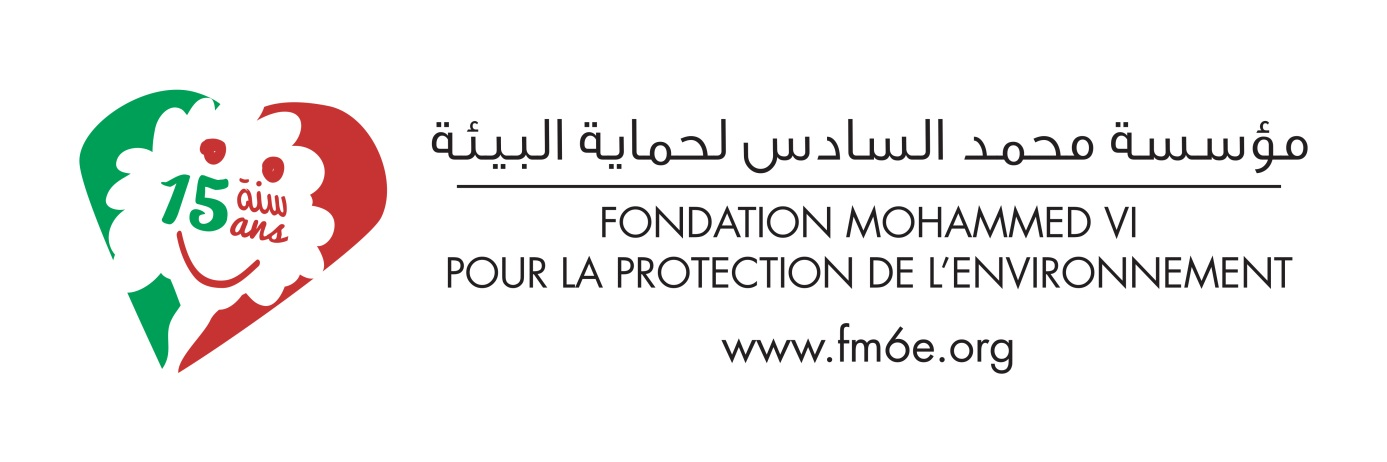 15 سنة
ans
مؤسسة محمد السادس لحماية البيئة
FONDATION MOHAMMED VI
POUR LA PROTECTION DE L’ENVIRONNEMENT
www.fm6e.org